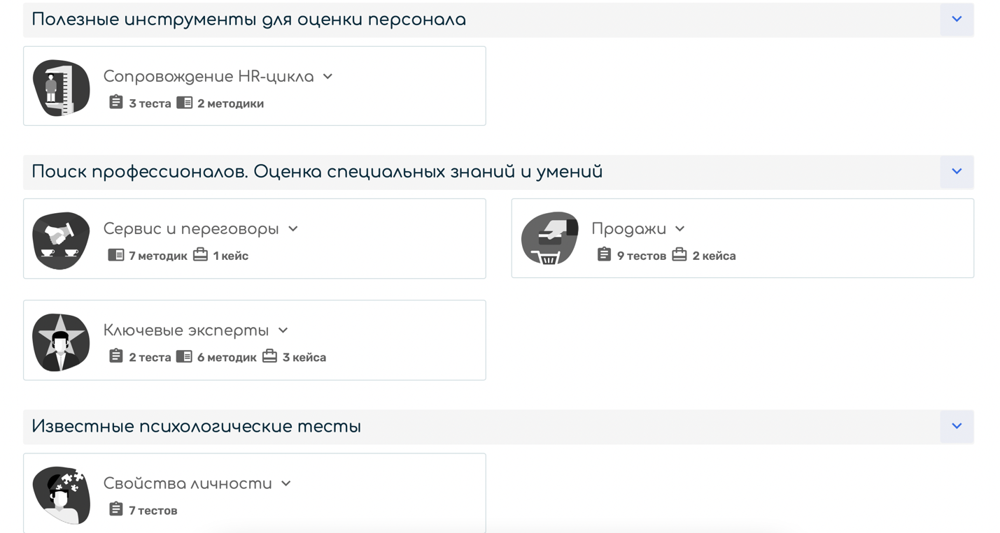 Полезные инструменты для оценки персонала
Сопровождение HR-цикла
3 теста 2 методики
Поиск профессионалов. Оценка специальных знаний и умений
Сервис и переговоры
7 методик 1 кейс
Продажи
9 тестов 2 кейса
Ключевые эксперты
2 теста 6 методик 3 кейса
Известные психологические тесты
Свойства личности
7 тестов